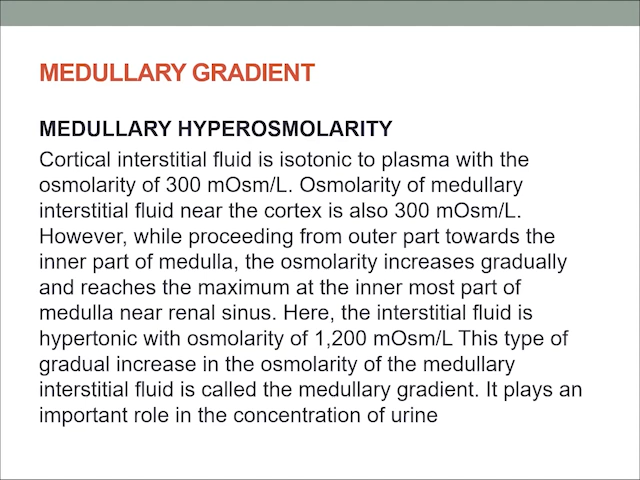 MEDULLARY GRADIENT
MEDULLARY HYPEROSMOLARITY
Cortical interstitial fluid is isotonic to plasma with the
osmolarity of 300 mOsm/L. Osmolarity of medullary
interstitial fluid near the cortex is also 300 mOsm/L.
However, while proceeding from outer part towards the
inner part of medulla, the osmolarity increases gradually
and reaches the maximum at the inner most part of
medulla near renal sinus. Here, the interstitial fluid is
hypertonic with osmolarity of 1,200 mOsm/L This type of
gradual increase in the osmolarity of the medullary
interstitial fluid is called the medullary gradient. It plays an
important role in the concentration of urine